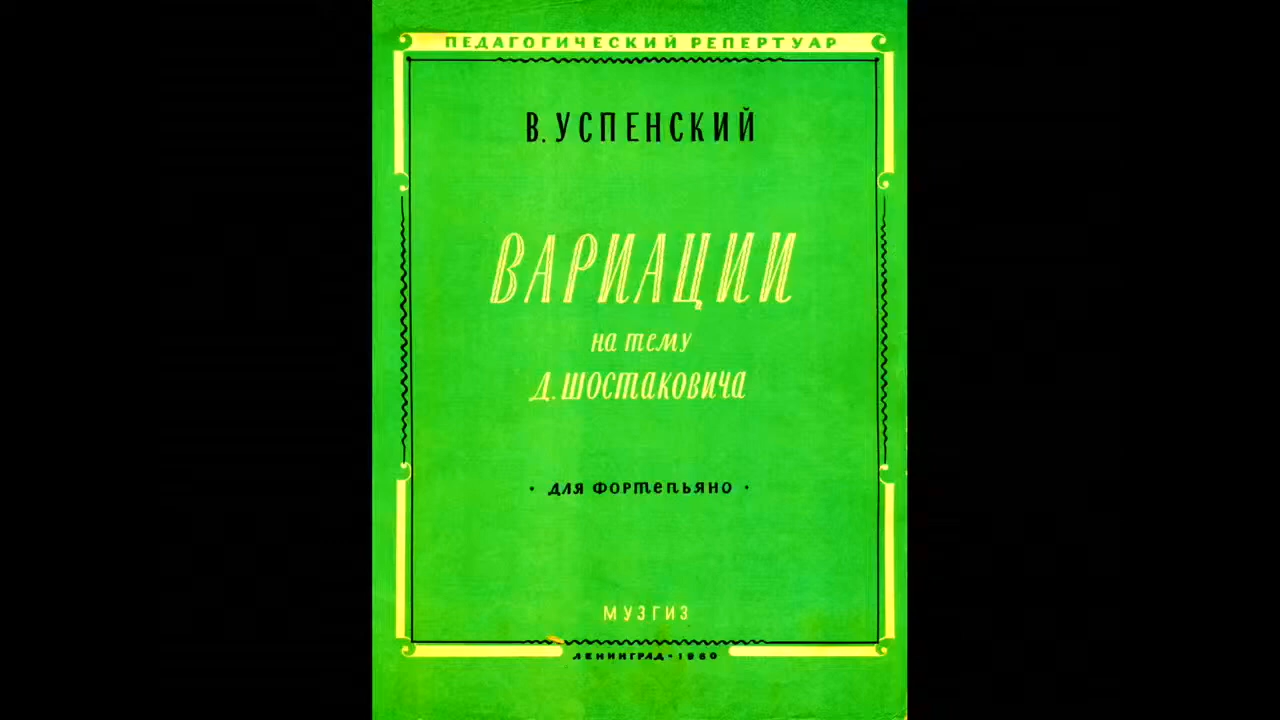 ПЕДАГОГИЧЕСКИЙ РЕПЕРТУАР
В. УСПЕНСКИЙ
ВАРИАЦИИ
на тему
Д. ШОСТАКОВИЧА
• ДЛЯ ФОРТЕПЬЯНО •
МУЗГИЗ
ЛЕНИНГРАД • 1960